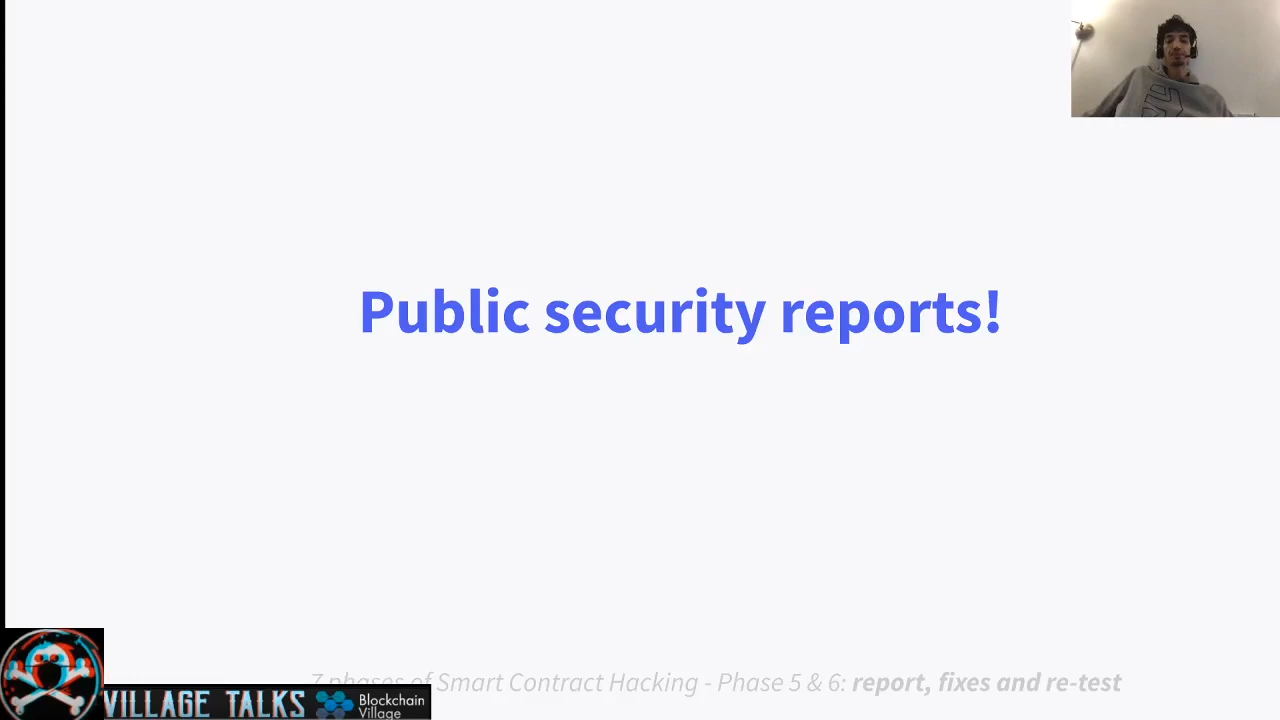 Public security reports!
7 phases of Smart Contract Hacking - Phase 5 & 6: report, fixes and re-test
VILLAGE TALKS
Blockchain
Village